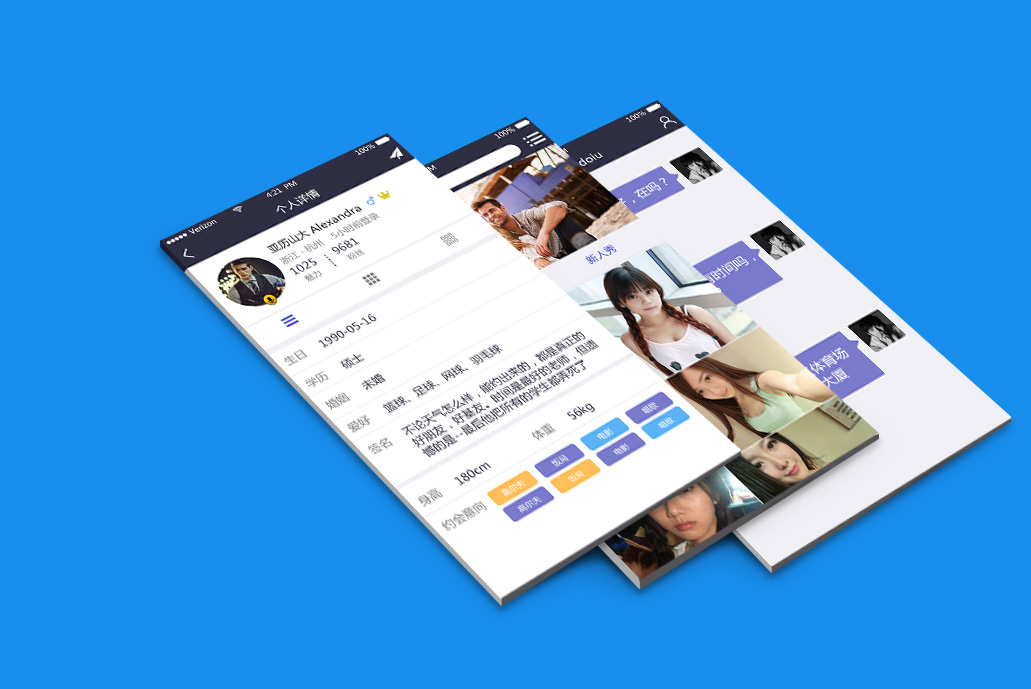 Verizon
4:21 PM
100%
个人详情
亚历山大 Alexandra
浙江 · 杭州 5小时前登录
1025 9681
魅力 粉丝
生日 1990-05-16
学历 硕士
婚姻 未婚
爱好 篮球、足球、网球、羽毛球
签名 不论天气怎么样，能约出来的，都是真正的
好朋友，好基友。时间是最好的老师，但遗
憾的是--最后他把所有的学生都弄死了
身高 180cm 体重 56kg
约会意向 高尔夫 饭局 电影 唱歌
高尔夫 饭局 电影 唱歌
100%
新人秀
100%
doiu
，在吗？
时间吗，
体育场
大厦